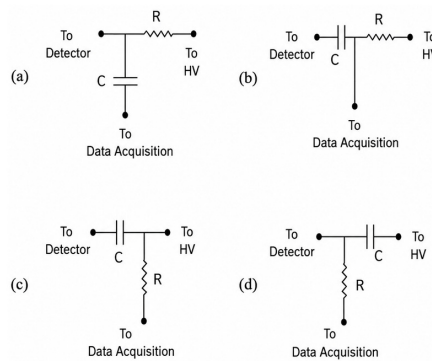 R
To
Detector
To
HV
(a)
C
To
Data Acquisition
R
To
Detector
C
To
HV
(b)
To
Data Acquisition
To
Detector
C
To
HV
(c)
R
To
Data Acquisition
To
Detector
C
To
HV
(d)
R
To
Data Acquisition